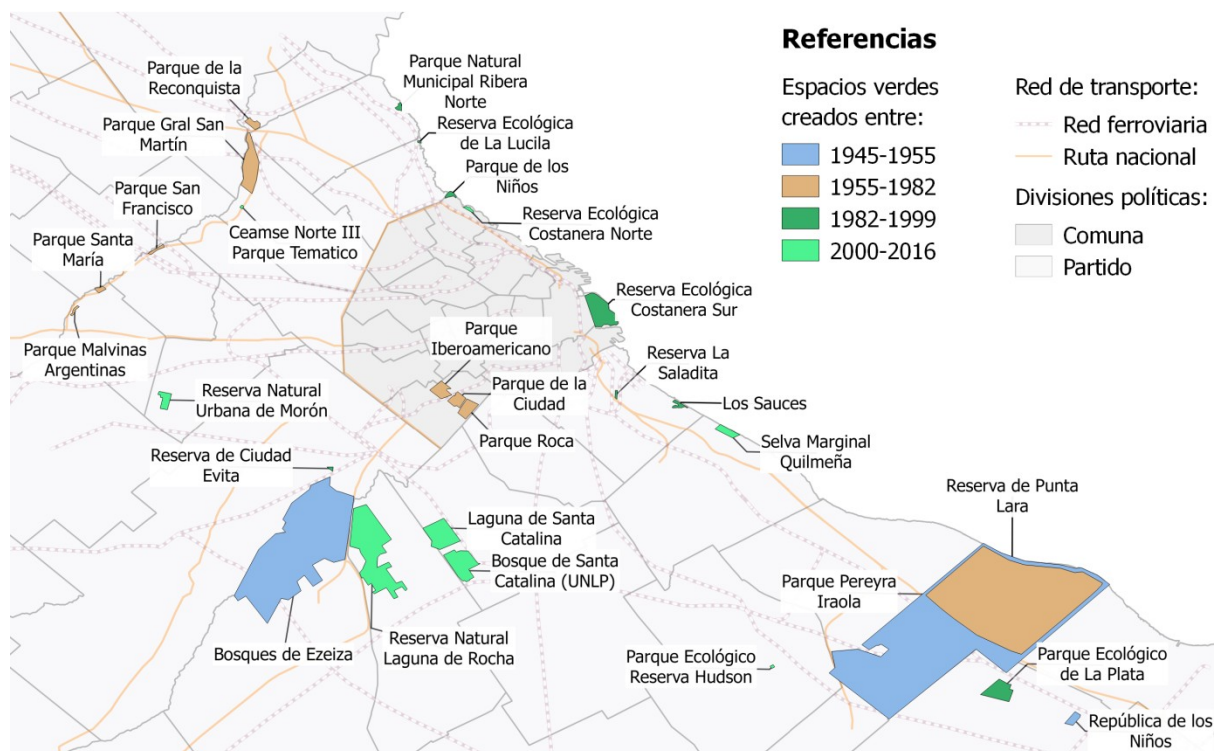 Referencias
Espacios verdes
creados entre:
1945-1955
1955-1982
1982-1999
2000-2016
Red de transporte:
Red ferroviaria
Ruta nacional
Divisiones políticas:
Comuna
Partido
Parque de la
Reconquista
Parque Gral San
Martín
Parque San
Francisco
Parque Santa
María
Parque Malvinas
Argentinas
Ceamse Norte III
Parque Tematico
Parque Natural
Municipal Ribera
Norte
Reserva Ecológica
de La Lucila
Parque de los
Niños
Reserva Ecológica
Costanera Norte
Reserva Ecológica
Costanera Sur
Parque
Iberoamericano
Parque de la
Ciudad
Parque Roca
Reserva La
Saladita
Los Sauces
Selva Marginal
Quilmeña
Reserva Natural
Urbana de Morón
Reserva de Ciudad
Evita
Laguna de Santa
Catalina
Bosque de Santa
Catalina (UNLP)
Bosques de Ezeiza
Reserva Natural
Laguna de Rocha
Reserva de Punta
Lara
Parque Pereyra
Iraola
Parque Ecológico
Reserva Hudson
Parque Ecológico
de La Plata
República de los
Niños